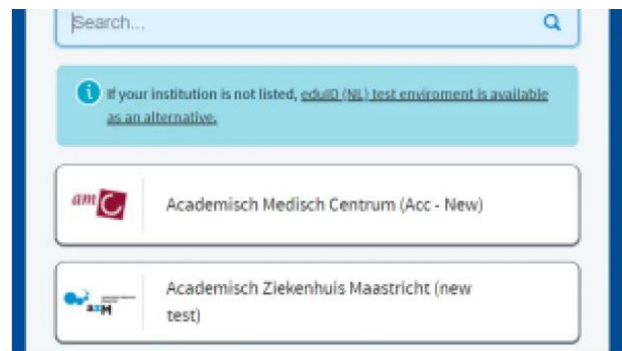 Search...
If your institution is not listed, eduID (NL) test enviroment is available
as an alternative.
amC
Academisch Medisch Centrum (Acc - New)
Academisch Ziekenhuis Maastricht (new
test)
azM